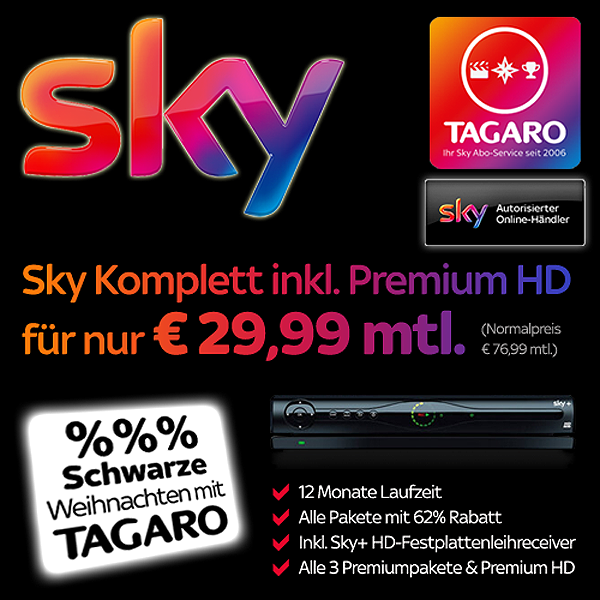 sky
TAGARO
Ihr Sky Abo-Service seit 2006
sky Autorisierter
Online-Händler
Sky Komplett inkl. Premium HD
für nur € 29,99 mtl. (Normalpreis
€ 76,99 mtl.)
%%%
Schwarze
Weihnachten mit
TAGARO
sky+
12 Monate Laufzeit
Alle Pakete mit 62% Rabatt
Inkl. Sky+ HD-Festplattenleihreceiver
Alle 3 Premiumpakete & Premium HD